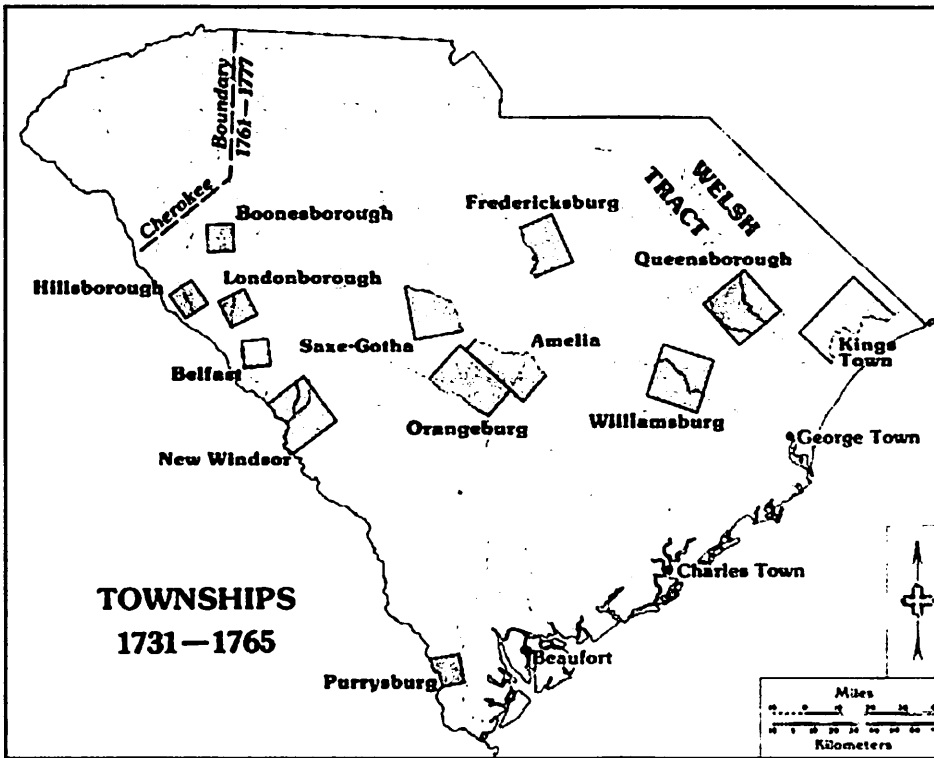 Boundary
1761–1777
Cherokee
WELSH
TRACT
Boonesborough
Fredericksburg
Queensborough
Hillsborough
Londonborough
Saxe-Gotha
Amelia
Kings
Town
Belfast
Orangeburg
Williamsburg
New Windsor
George Town
Charles Town
TOWNSHIPS
1731—1765
Beaufort
Purrysburg
Miles
Kilometers